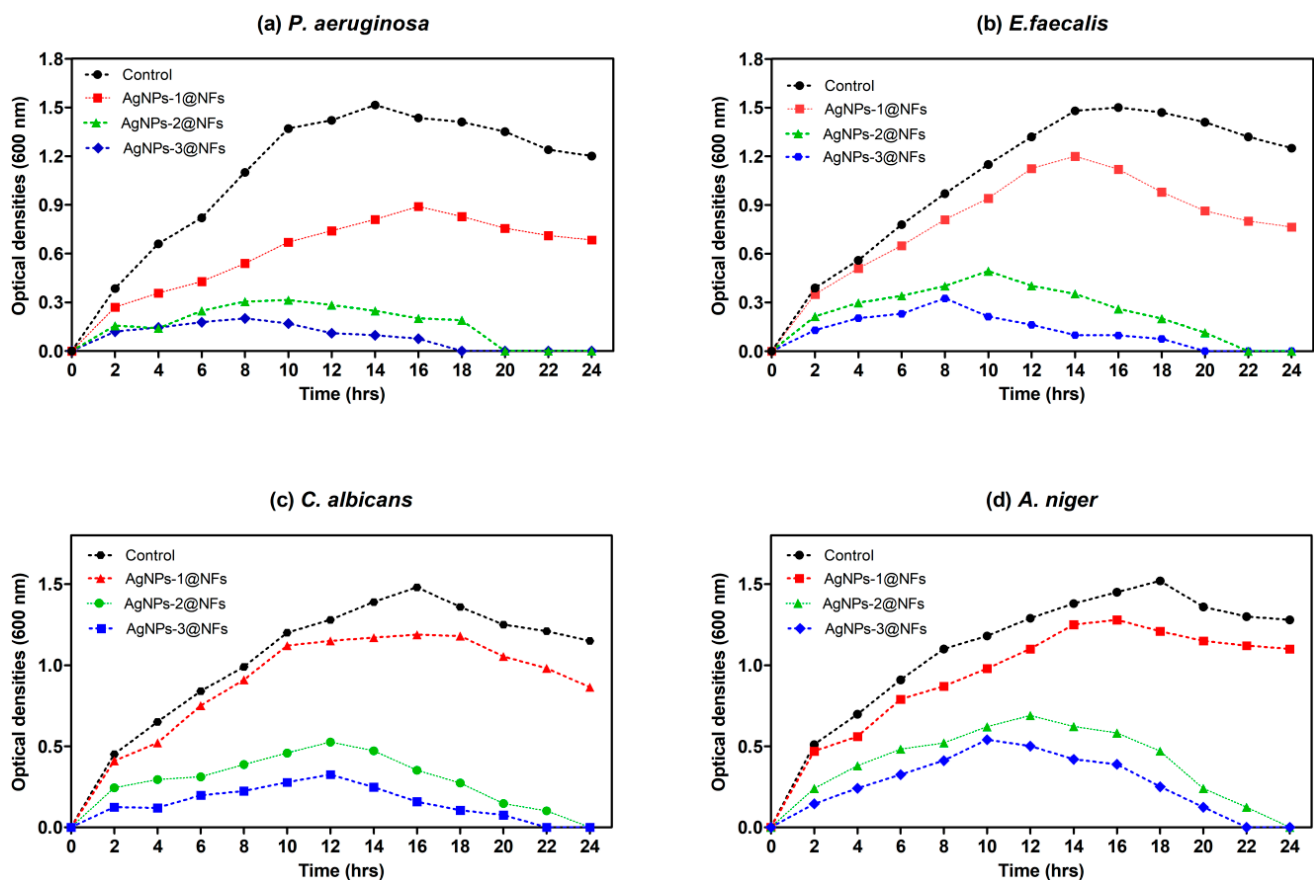 (a) P. aeruginosa
Optical densities (600 nm)
1.8
1.5
1.2
0.9
0.6
0.3
0.0
Control
AgNPs-1@NFs
AgNPs-2@NFs
AgNPs-3@NFs
0 2 4 6 8 10 12 14 16 18 20 22 24
Time (hrs)
(b) E.faecalis
Optical densities (600 nm)
1.8
1.5
1.2
0.9
0.6
0.3
0.0
Control
AgNPs-1@NFs
AgNPs-2@NFs
AgNPs-3@NFs
0 2 4 6 8 10 12 14 16 18 20 22 24
Time (hrs)
(c) C. albicans
Optical densities (600 nm)
1.5
1.0
0.5
0.0
Control
AgNPs-1@NFs
AgNPs-2@NFs
AgNPs-3@NFs
0 2 4 6 8 10 12 14 16 18 20 22 24
Time (hrs)
(d) A. niger
Optical densities (600 nm)
1.5
1.0
0.5
0.0
Control
AgNPs-1@NFs
AgNPs-2@NFs
AgNPs-3@NFs
0 2 4 6 8 10 12 14 16 18 20 22 24
Time (hrs)